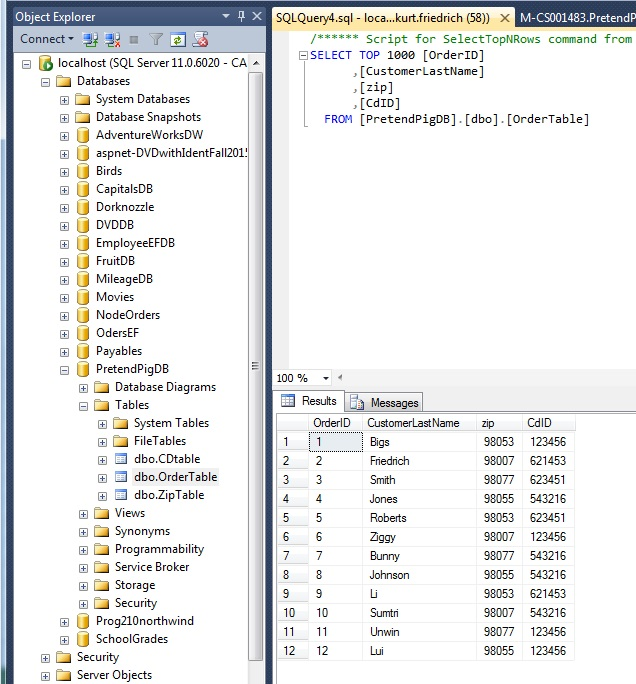 Object Explorer
Connect
localhost (SQL Server 11.0.6020 - CA
Databases
System Databases
Database Snapshots
AdventureWorksDW
aspnet-DVDwithIdentFall2015
Birds
CapitalsDB
Dorknozzle
DVDDB
EmployeeEFDB
FruitDB
MileageDB
Movies
NodeOrders
OdersEF
Payables
PretendPigDB
Database Diagrams
Tables
System Tables
FileTables
dbo.CDtable
dbo.OrderTable
dbo.ZipTable
Views
Synonyms
Programmability
Service Broker
Storage
Security
Prog210northwind
SchoolGrades
Security
Server Objects
SQLQuery4.sql - loca...kurt.friedrich (58)) M-CS001483.PretendP
/****** Script for SelectTopNRows command from
SELECT TOP 1000 [OrderID]
,[CustomerLastName]
,[zip]
,[CdID]
FROM [PretendPigDB].[dbo].[OrderTable]
100 %
Results Messages
OrderID CustomerLastName zip CdID
1 1 Bigs 98053 123456
2 2 Friedrich 98007 621453
3 3 Smith 98077 623451
4 4 Jones 98055 543216
5 5 Roberts 98053 623451
6 6 Ziggy 98007 123456
7 7 Bunny 98077 543216
8 8 Johnson 98055 543216
9 9 Li 98053 621453
10 10 Sumtri 98007 543216
11 11 Unwin 98077 123456
12 12 Lui 98055 123456